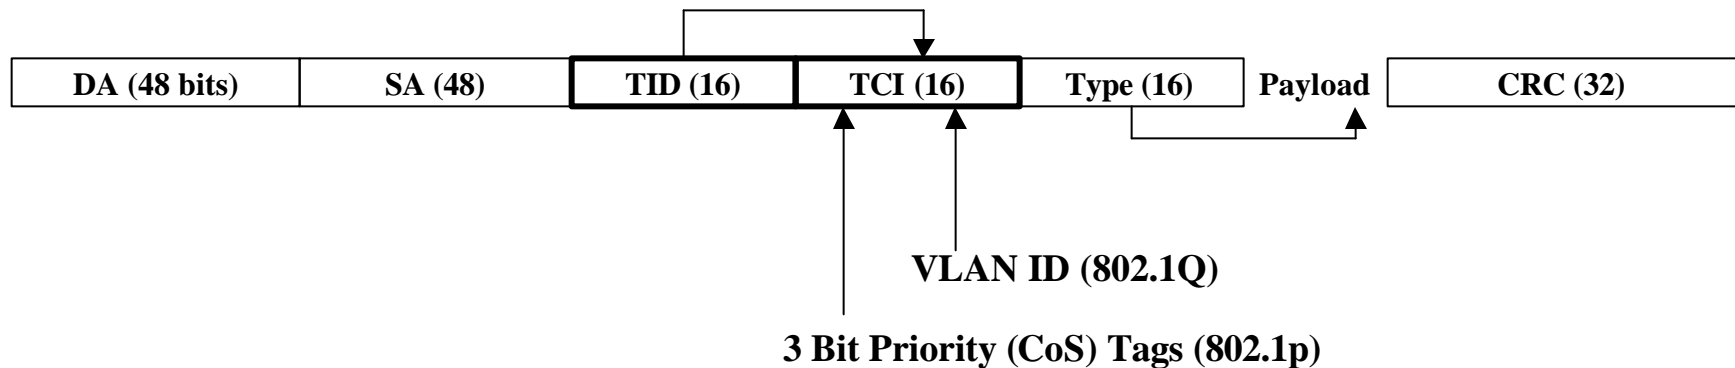 DA (48 bits) SA (48) TID (16) TCI (16) Type (16) Payload CRC (32)
VLAN ID (802.1Q)
3 Bit Priority (CoS) Tags (802.1p)